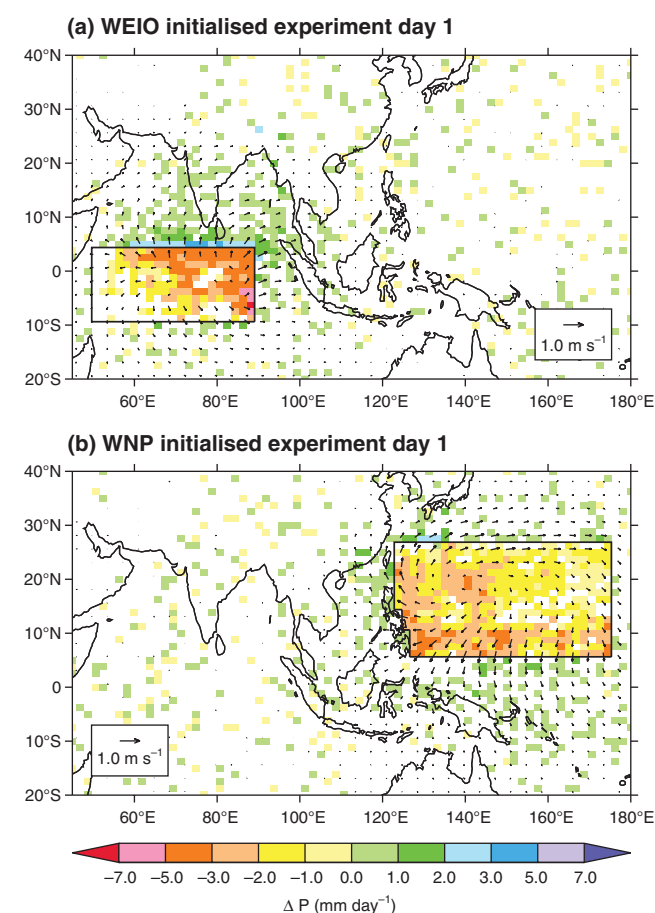 (a) WEIO initialised experiment day 1
40°N
30°N
20°N
10°N
0
10°S
20°S
1.0 m s⁻¹
60°E 80°E 100°E 120°E 140°E 160°E 180°E
(b) WNP initialised experiment day 1
40°N
30°N
20°N
10°N
0
10°S
20°S
1.0 m s⁻¹
60°E 80°E 100°E 120°E 140°E 160°E 180°E
–7.0 –5.0 –3.0 –2.0 –1.0 0.0 1.0 2.0 3.0 5.0 7.0
Δ P (mm day⁻¹)